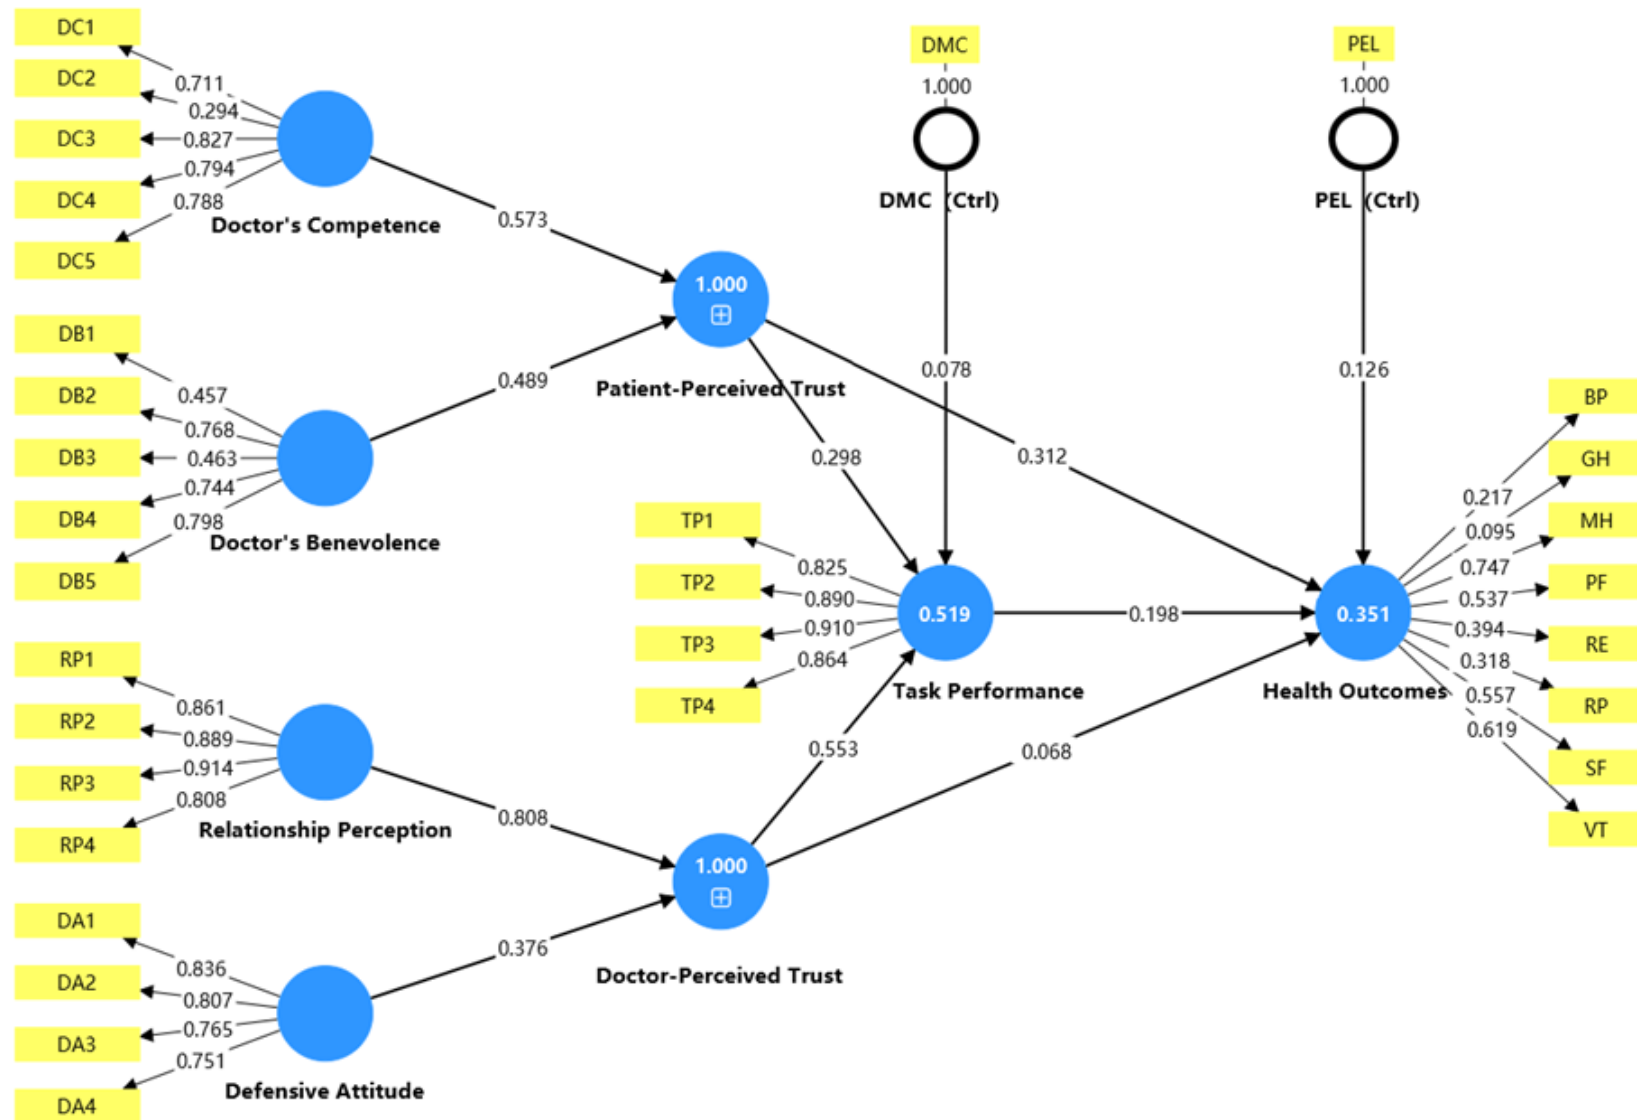 DC1
DC2
DC3
DC4
DC5
0.711
0.294
0.827
0.794
0.788
Doctor's Competence
DB1
DB2
DB3
DB4
DB5
0.457
0.768
0.463
0.744
0.798
Doctor's Benevolence
RP1
RP2
RP3
RP4
0.861
0.889
0.914
0.808
Relationship Perception
DA1
DA2
DA3
DA4
0.836
0.807
0.765
0.751
Defensive Attitude
0.573
0.489
1.000
Patient-Perceived Trust
0.808
0.376
1.000
Doctor-Perceived Trust
DMC
1.000
DMC (Ctrl)
0.078
PEL
1.000
PEL (Ctrl)
0.126
0.298
0.312
0.553
0.068
TP1
TP2
TP3
TP4
0.825
0.890
0.910
0.864
0.519
Task Performance
0.198
0.351
Health Outcomes
0.217
0.095
0.747
0.537
0.394
0.318
0.557
0.619
BP
GH
MH
PF
RE
RP
SF
VT